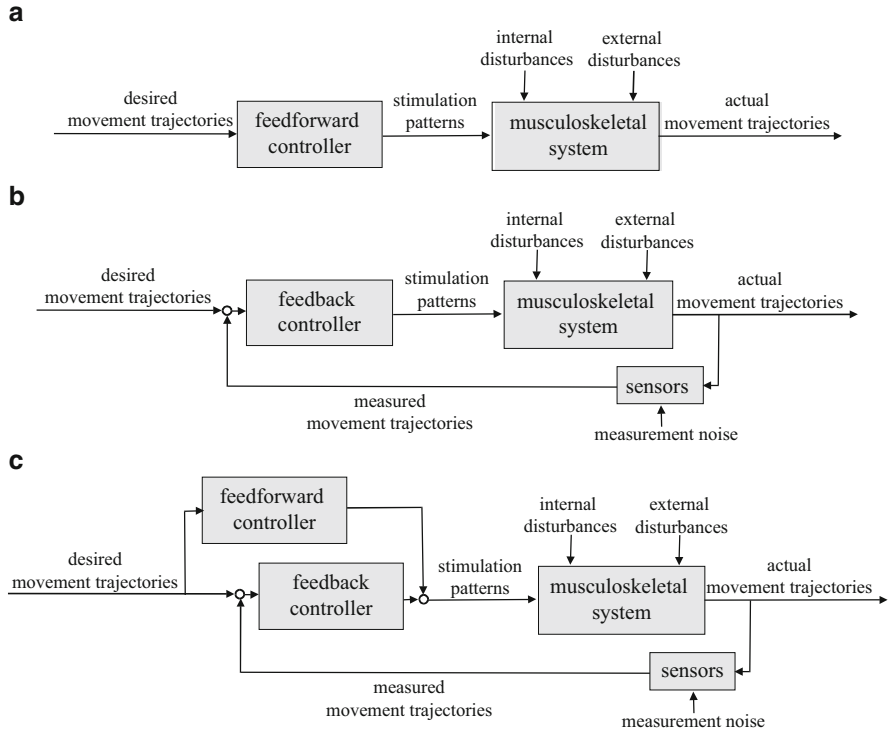 a
internal
disturbances
external
disturbances
desired
movement trajectories
feedforward
controller
stimulation
patterns
musculoskeletal
system
actual
movement trajectories
b
internal
disturbances
external
disturbances
desired
movement trajectories
feedback
controller
stimulation
patterns
musculoskeletal
system
actual
movement trajectories
sensors
measured
movement trajectories
measurement noise
c
feedforward
controller
internal
disturbances
external
disturbances
desired
movement trajectories
feedback
controller
stimulation
patterns
musculoskeletal
system
actual
movement trajectories
sensors
measured
movement trajectories
measurement noise